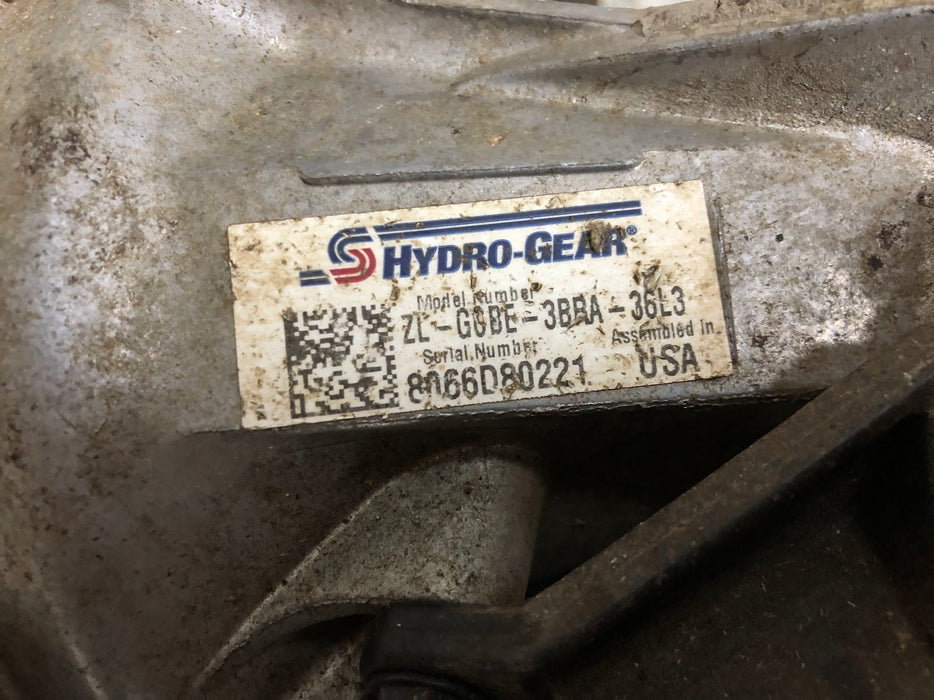 HYDRO-GEAR®
Model Number
ZL-GUBE-3BBA-36L3
Serial Number
8066D80221
Assembled in
USA